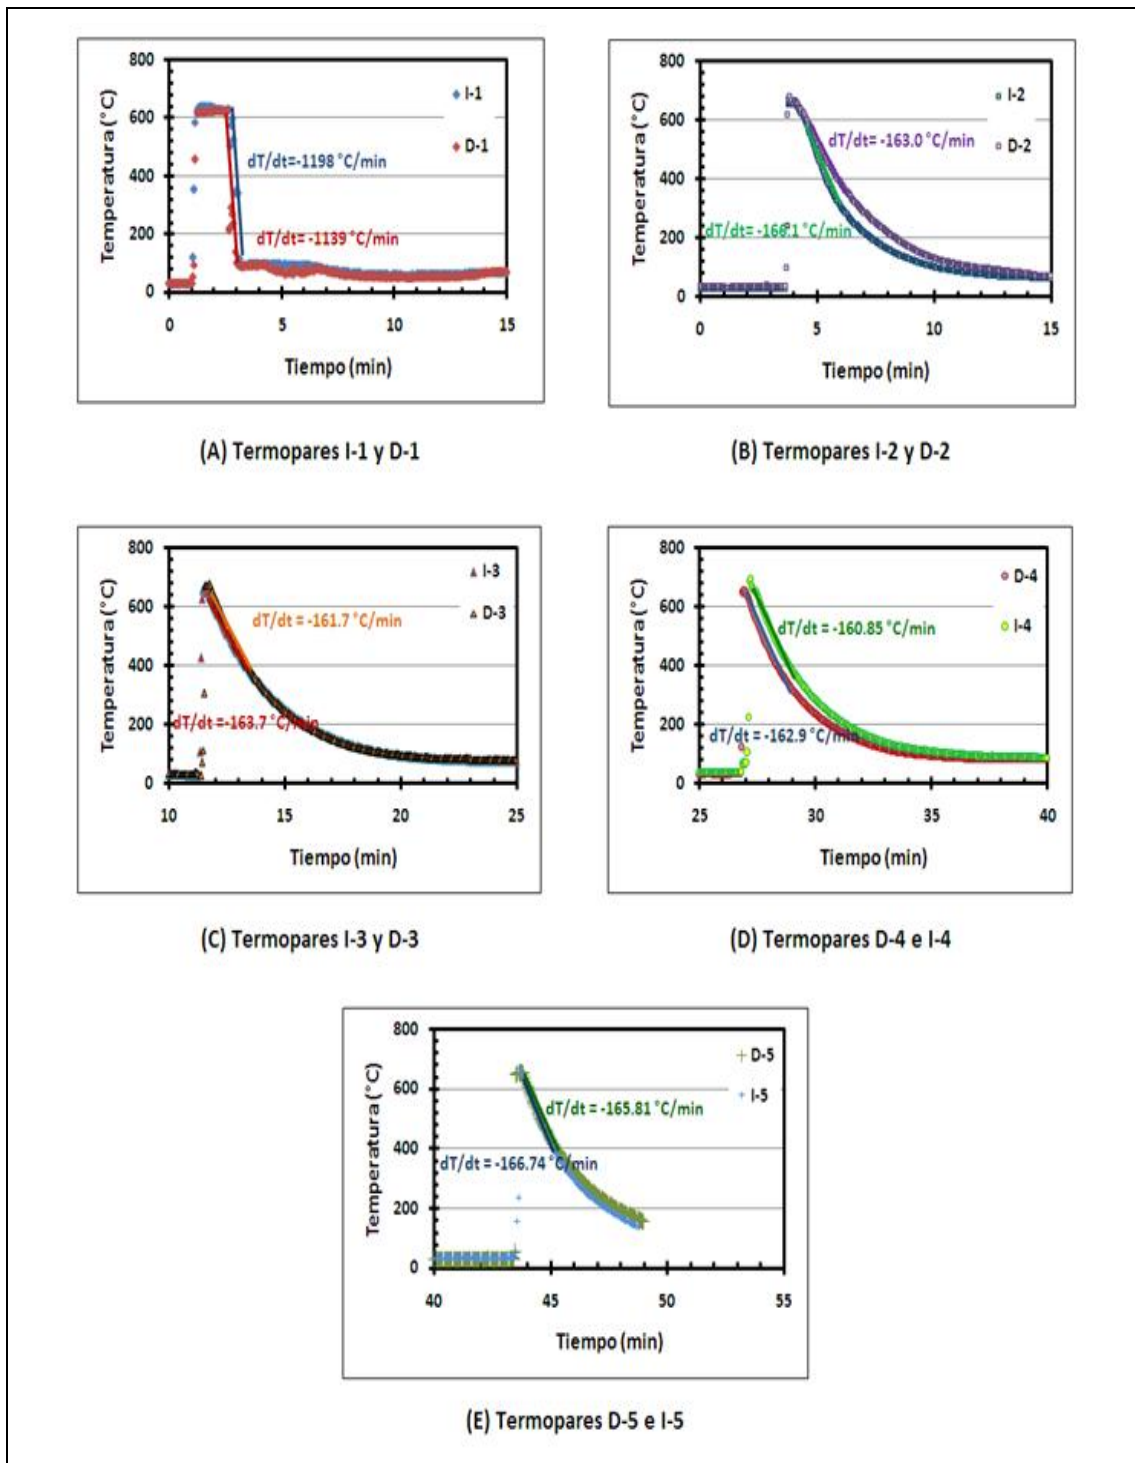 800
600
400
200
0
Temperatura (°C)
I-1
D-1
dT/dt=-1198 °C/min
dT/dt=-1139 °C/min
0 5 10 15
Tiempo (min)
(A) Termopares I-1 y D-1
800
600
400
200
0
Temperatura (°C)
I-2
D-2
dT/dt= -163.0 °C/min
dT/dt= -166.1 °C/min
0 5 10 15
Tiempo (min)
(B) Termopares I-2 y D-2
800
600
400
200
0
Temperatura (°C)
I-3
D-3
dT/dt = -161.7 °C/min
dT/dt = -163.7 °C/min
10 15 20 25
Tiempo (min)
(C) Termopares I-3 y D-3
800
600
400
200
0
Temperatura (°C)
D-4
I-4
dT/dt = -160.85 °C/min
dT/dt = -162.9 °C/min
25 30 35 40
Tiempo (min)
(D) Termopares D-4 e I-4
800
600
400
200
0
Temperatura (°C)
D-5
I-5
dT/dt = -165.81 °C/min
dT/dt = -166.74 °C/min
40 45 50 55
Tiempo (min)
(E) Termopares D-5 e I-5